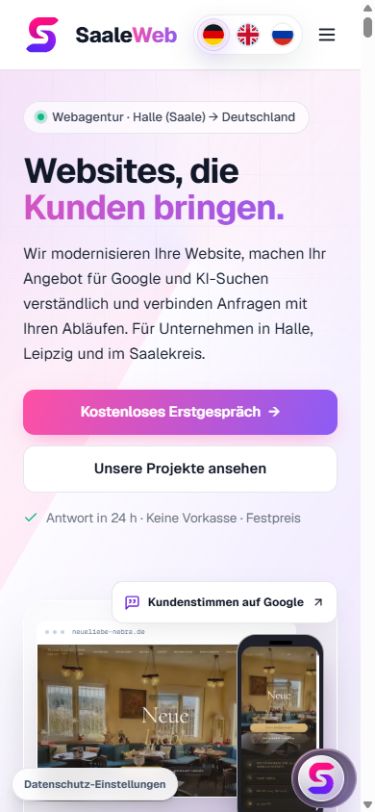 SaaleWeb
Webagentur · Halle (Saale) → Deutschland
Websites, die
Kunden bringen.
Wir modernisieren Ihre Website, machen Ihr
Angebot für Google und KI-Suchen
verständlich und verbinden Anfragen mit
Ihren Abläufen. Für Unternehmen in Halle,
Leipzig und im Saalekreis.
Kostenloses Erstgespräch →
Unsere Projekte ansehen
Antwort in 24 h · Keine Vorkasse · Festpreis
Kundenstimmen auf Google
neueliebe-nebra.de
Neue
Neue
Datenschutz-Einstellungen